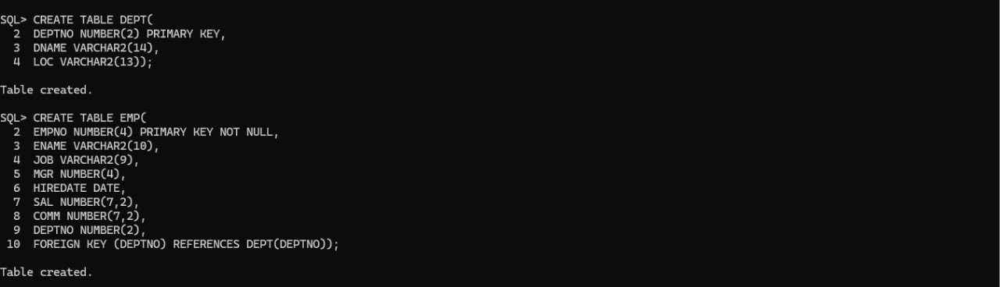 SQL> CREATE TABLE DEPT(
  2  DEPTNO NUMBER(2) PRIMARY KEY,
  3  DNAME VARCHAR2(14),
  4  LOC VARCHAR2(13));
Table created.
SQL> CREATE TABLE EMP(
  2  EMPNO NUMBER(4) PRIMARY KEY NOT NULL,
  3  ENAME VARCHAR2(10),
  4  JOB VARCHAR2(9),
  5  MGR NUMBER(4),
  6  HIREDATE DATE,
  7  SAL NUMBER(7,2),
  8  COMM NUMBER(7,2),
  9  DEPTNO NUMBER(2),
 10  FOREIGN KEY (DEPTNO) REFERENCES DEPT(DEPTNO));
Table created.